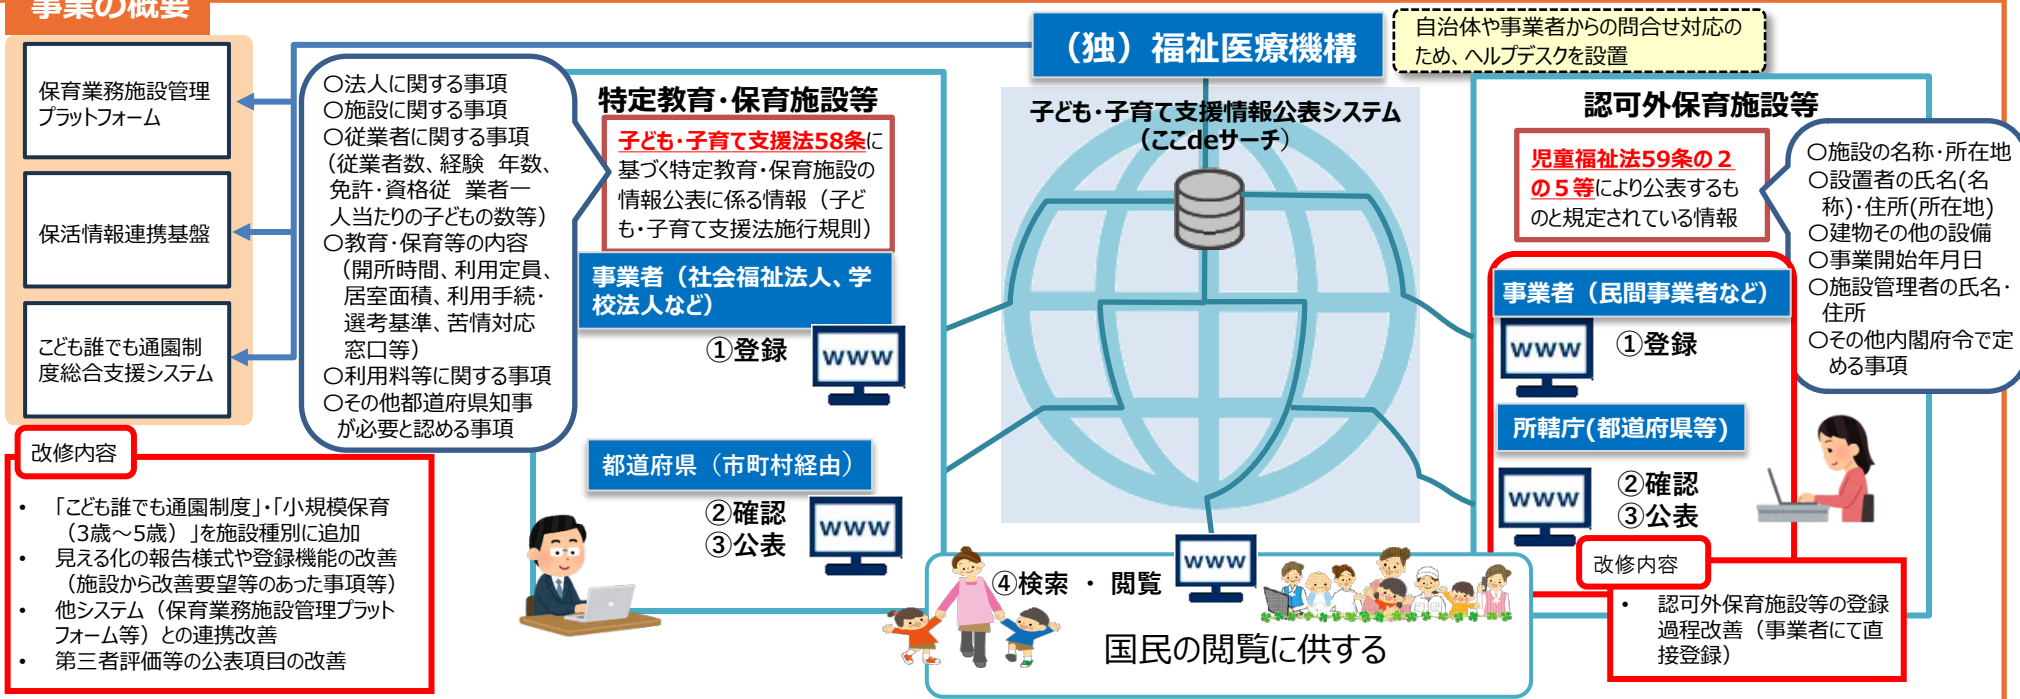 事業の概要
保育業務施設管理
プラットフォーム
保活情報連携基盤
こども誰でも通園制
度総合支援システム
〇法人に関する事項
〇施設に関する事項
〇従業者に関する事項
（従業者数、経験 年数、
免許・資格従 業者一
人当たりの子どもの数等）
〇教育・保育等の内容
（開所時間、利用定員、
居室面積、利用手続・
選考基準、苦情対応
窓口等）
〇利用料等に関する事項
〇その他都道府県知事
が必要と認める事項
（独）福祉医療機構
自治体や事業者からの問合せ対応の
ため、ヘルプデスクを設置
特定教育・保育施設等
子ども・子育て支援法58条に
基づく特定教育・保育施設の
情報公表に係る情報（子ど
も・子育て支援法施行規則）
事業者（社会福祉法人、学
校法人など）
①登録
www
都道府県（市町村経由）
②確認
③公表
www
子ども・子育て支援情報公表システム
（ここdeサーチ）
認可外保育施設等
児童福祉法59条の２
の５等により公表するも
のと規定されている情報
〇施設の名称・所在地
〇設置者の氏名(名
称)・住所(所在地)
〇建物その他の設備
〇事業開始年月日
〇施設管理者の氏名・
住所
〇その他内閣府令で定
める事項
事業者（民間事業者など）
www
①登録
所轄庁(都道府県等)
www
②確認
③公表
www
④検索 ・ 閲覧
国民の閲覧に供する
改修内容
• 「こども誰でも通園制度」・「小規模保育
（3歳～5歳）」を施設種別に追加
• 見える化の報告様式や登録機能の改善
（施設から改善要望等のあった事項等）
• 他システム（保育業務施設管理プラット
フォーム等）との連携改善
• 第三者評価等の公表項目の改善
改修内容
• 認可外保育施設等の登録
過程改善（事業者にて直
接登録）